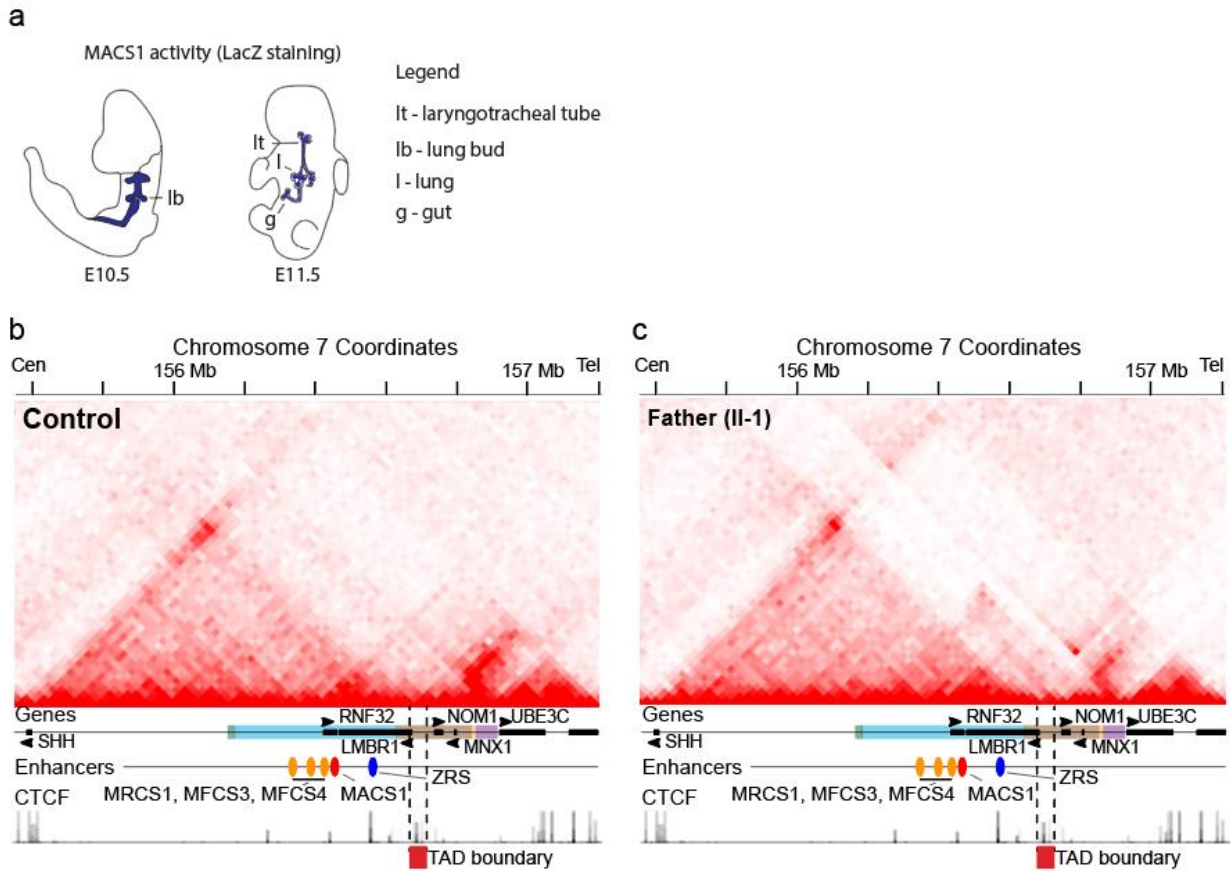 a
MACS1 activity (LacZ staining)
Legend
lt - laryngotracheal tube
lb - lung bud
l - lung
g - gut
lb
E10.5
lt
l
g
E11.5
b
Chromosome 7 Coordinates
Cen 156 Mb 157 Mb Tel
Control
Genes RNF32 NOM1 UBE3C
SHH LMBR1 MNX1
Enhancers
ZRS
MRCS1, MFCS3, MFCS4 MACS1
CTCF
TAD boundary
c
Chromosome 7 Coordinates
Cen 156 Mb 157 Mb Tel
Father (II-1)
Genes RNF32 NOM1 UBE3C
SHH LMBR1 MNX1
Enhancers
ZRS
MRCS1, MFCS3, MFCS4 MACS1
CTCF
TAD boundary